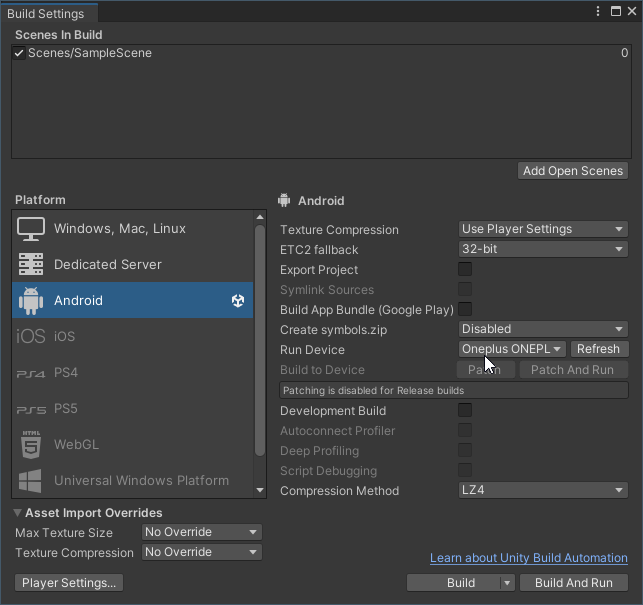 Build Settings
Scenes In Build
Scenes/SampleScene 0
Add Open Scenes
Platform
Windows, Mac, Linux
Dedicated Server
Android
iOS iOS
PS4 PS4
PS5 PS5
HTML 5 WebGL
Universal Windows Platform
Android
Texture Compression Use Player Settings
ETC2 fallback 32-bit
Export Project
Symlink Sources
Build App Bundle (Google Play)
Create symbols.zip Disabled
Run Device Oneplus ONEPL Refresh
Build to Device Patch Patch And Run
Patching is disabled for Release builds
Development Build
Autoconnect Profiler
Deep Profiling
Script Debugging
Compression Method LZ4
Asset Import Overrides
Max Texture Size No Override
Texture Compression No Override
Learn about Unity Build Automation
Player Settings... Build Build And Run